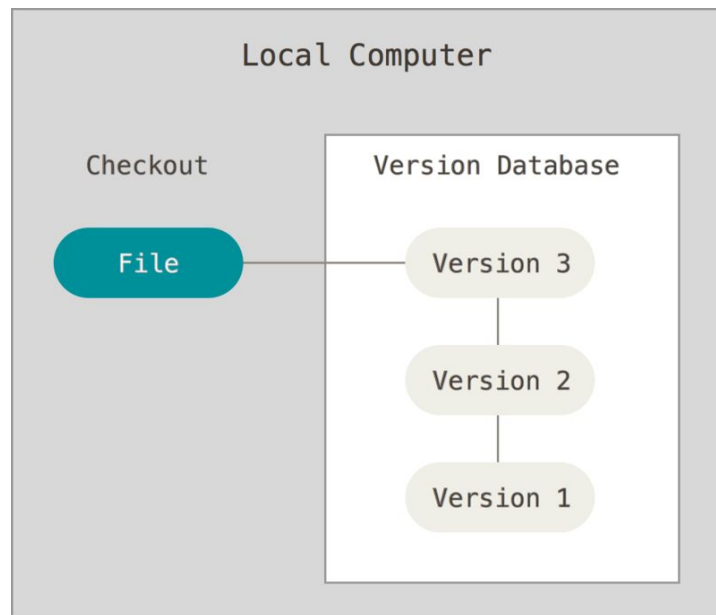 Local Computer
Checkout
Version Database
File
Version 3
Version 2
Version 1